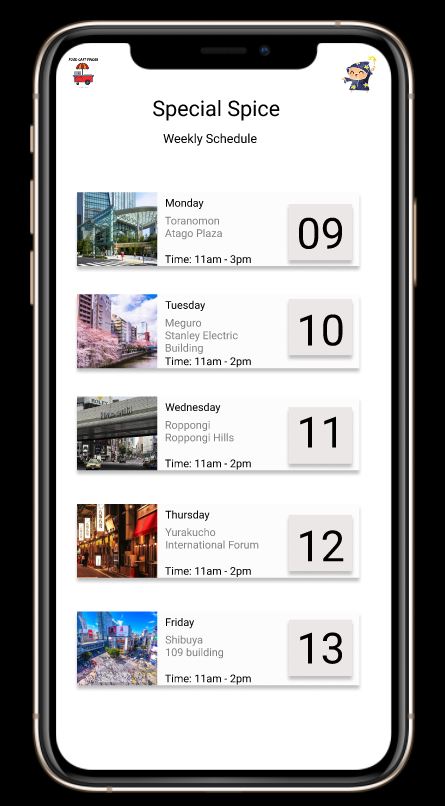 FOOD CART FINDER
Special Spice
Weekly Schedule
Monday
Toranomon
Atago Plaza
Time: 11am - 3pm
09
Tuesday
Meguro
Stanley Electric
Building
Time: 11am - 2pm
10
Wednesday
Roppongi
Roppongi Hills
Time: 11am - 2pm
11
Thursday
Yurakucho
International Forum
Time: 11am - 2pm
12
Friday
Shibuya
109 building
Time: 11am - 2pm
13